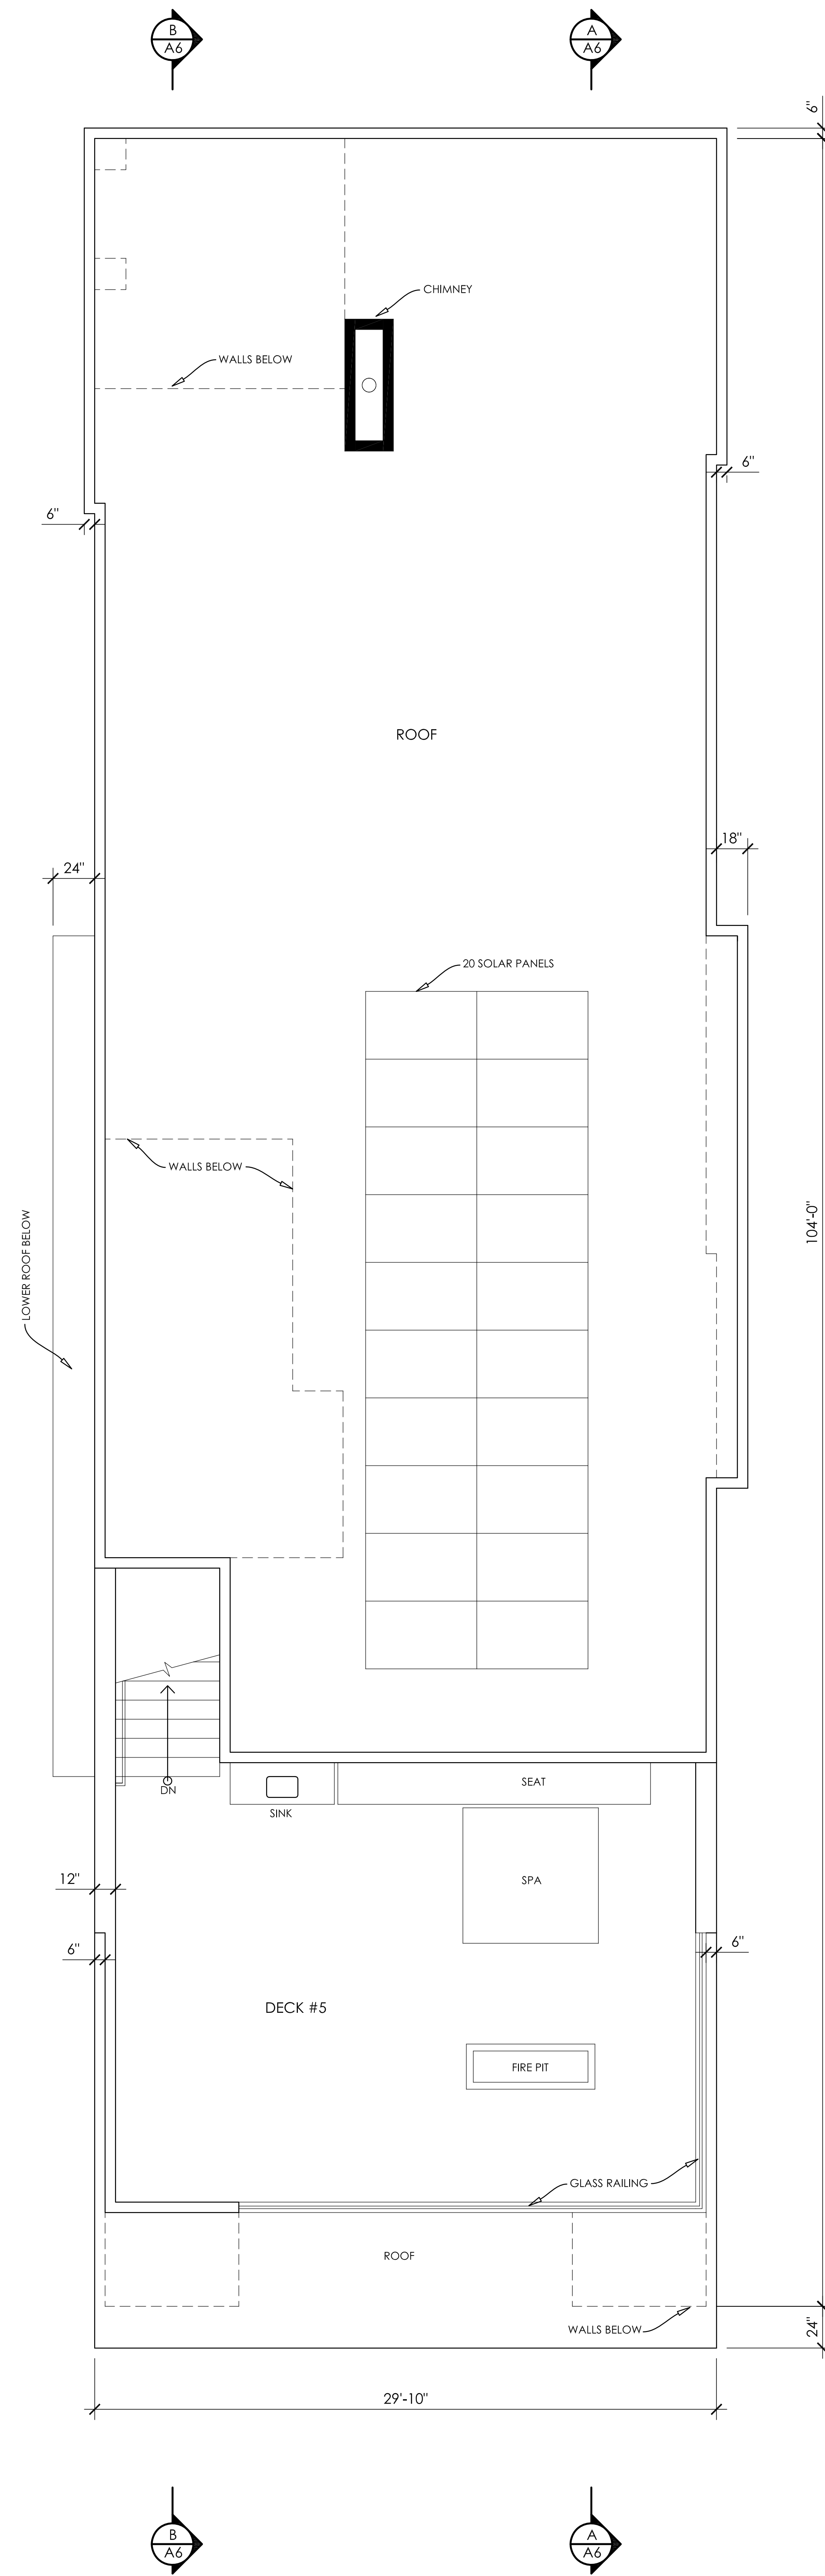 B
A6
A
A6
6"
CHIMNEY
WALLS BELOW
6"
6"
ROOF
18"
24"
20 SOLAR PANELS
WALLS BELOW
LOWER ROOF BELOW
104'-0"
DN
SINK
SEAT
SPA
12"
6"
6"
DECK #5
FIRE PIT
GLASS RAILING
ROOF
WALLS BELOW
24"
29'-10"
B
A6
A
A6